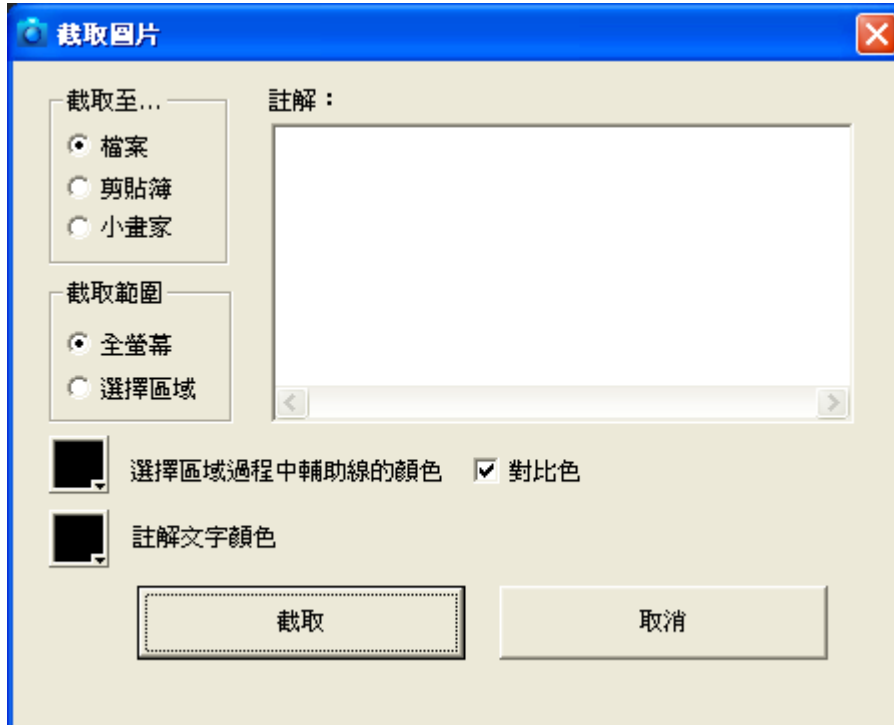 截取圖片
截取至...
檔案
剪貼簿
小畫家
註解：
截取範圍
全螢幕
選擇區域
選擇區域過程中輔助線的顏色
對比色
註解文字顏色
截取
取消